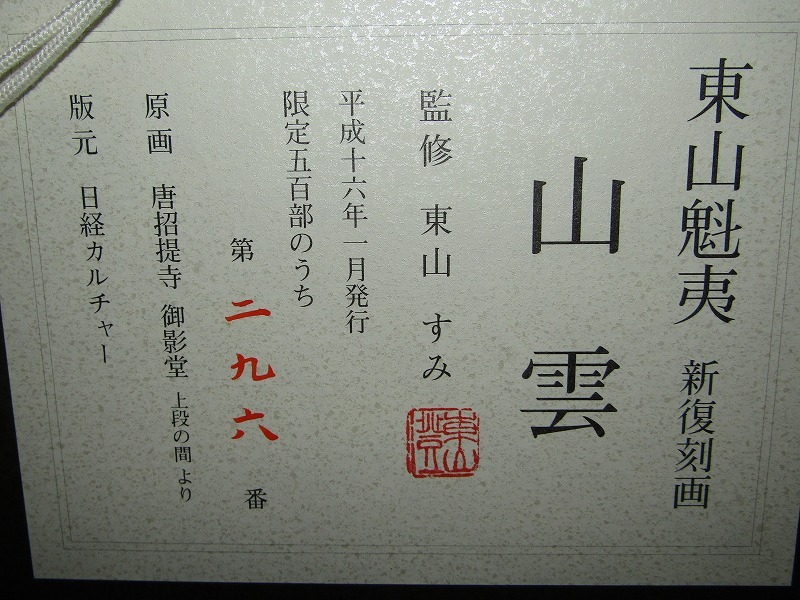 東山魁夷 新復刻画
山雲
監修 東山 すみ
平成十六年一月発行
限定五百部のうち
第 二九六 番
原画 唐招提寺 御影堂 上段の間 より
版元 日経カルチャー